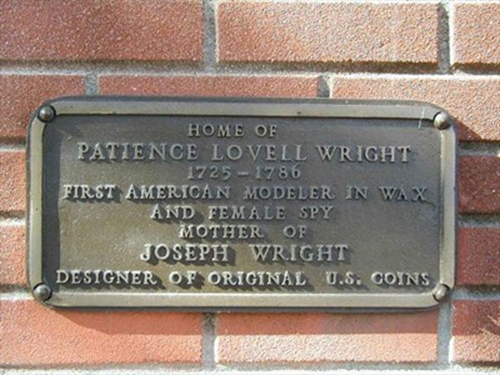 HOME OF
PATIENCE LOVELL WRIGHT
1725 - 1786
FIRST AMERICAN MODELER IN WAX
AND FEMALE SPY
MOTHER OF
JOSEPH WRIGHT
DESIGNER OF ORIGINAL U.S. COINS